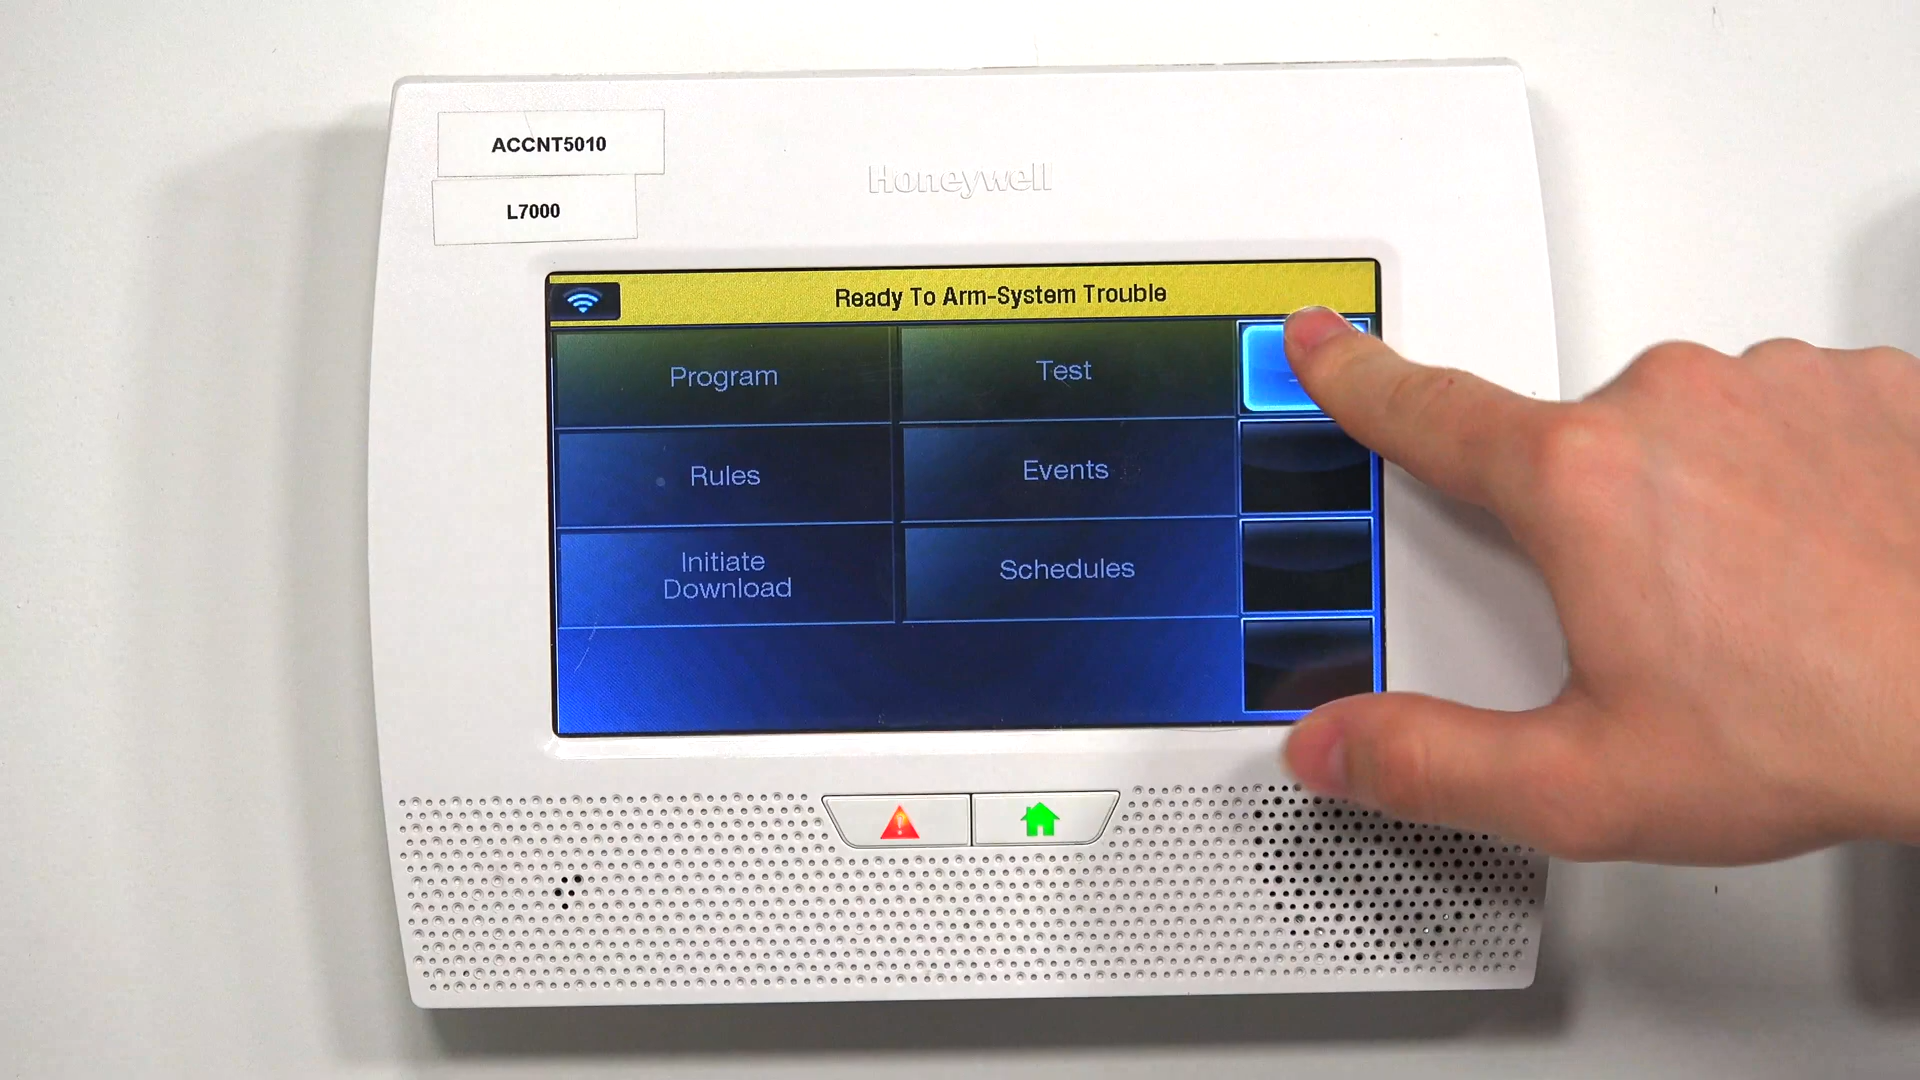 ACCNT5010
L7000
Honeywell
Ready To Arm-System Trouble
Program
Test
Rules
Events
Initiate
Download
Schedules